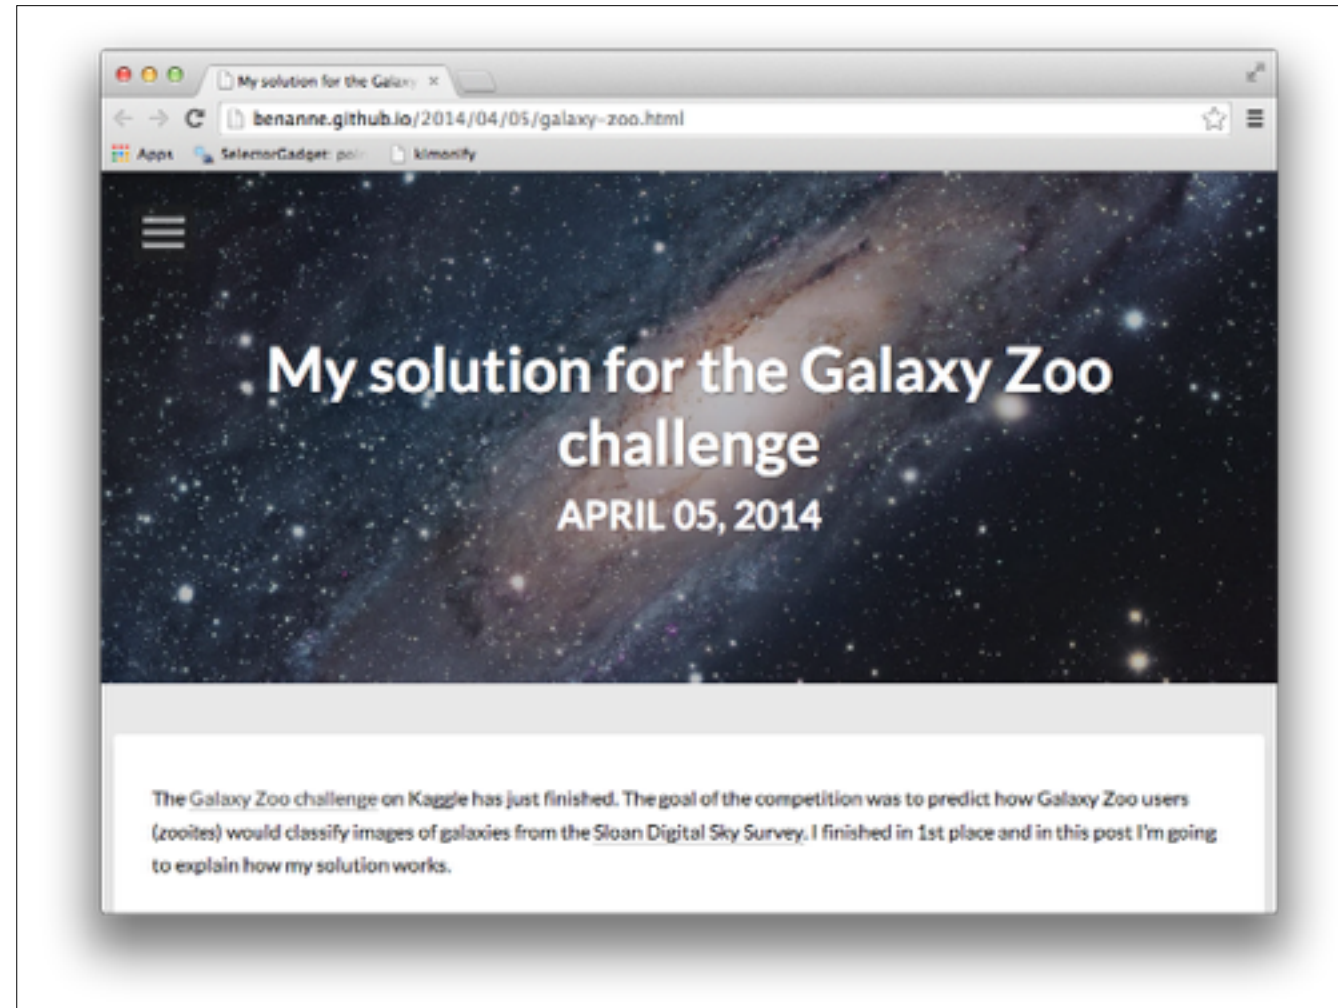 My solution for the Galaxy
benanne.github.io/2014/04/05/galaxy-zoo.html
Apps SelectorGadget: poi kimonify
My solution for the Galaxy Zoo
challenge
APRIL 05, 2014
The Galaxy Zoo challenge on Kaggle has just finished. The goal of the competition was to predict how Galaxy Zoo users
(zooites) would classify images of galaxies from the Sloan Digital Sky Survey. I finished in 1st place and in this post I'm going
to explain how my solution works.